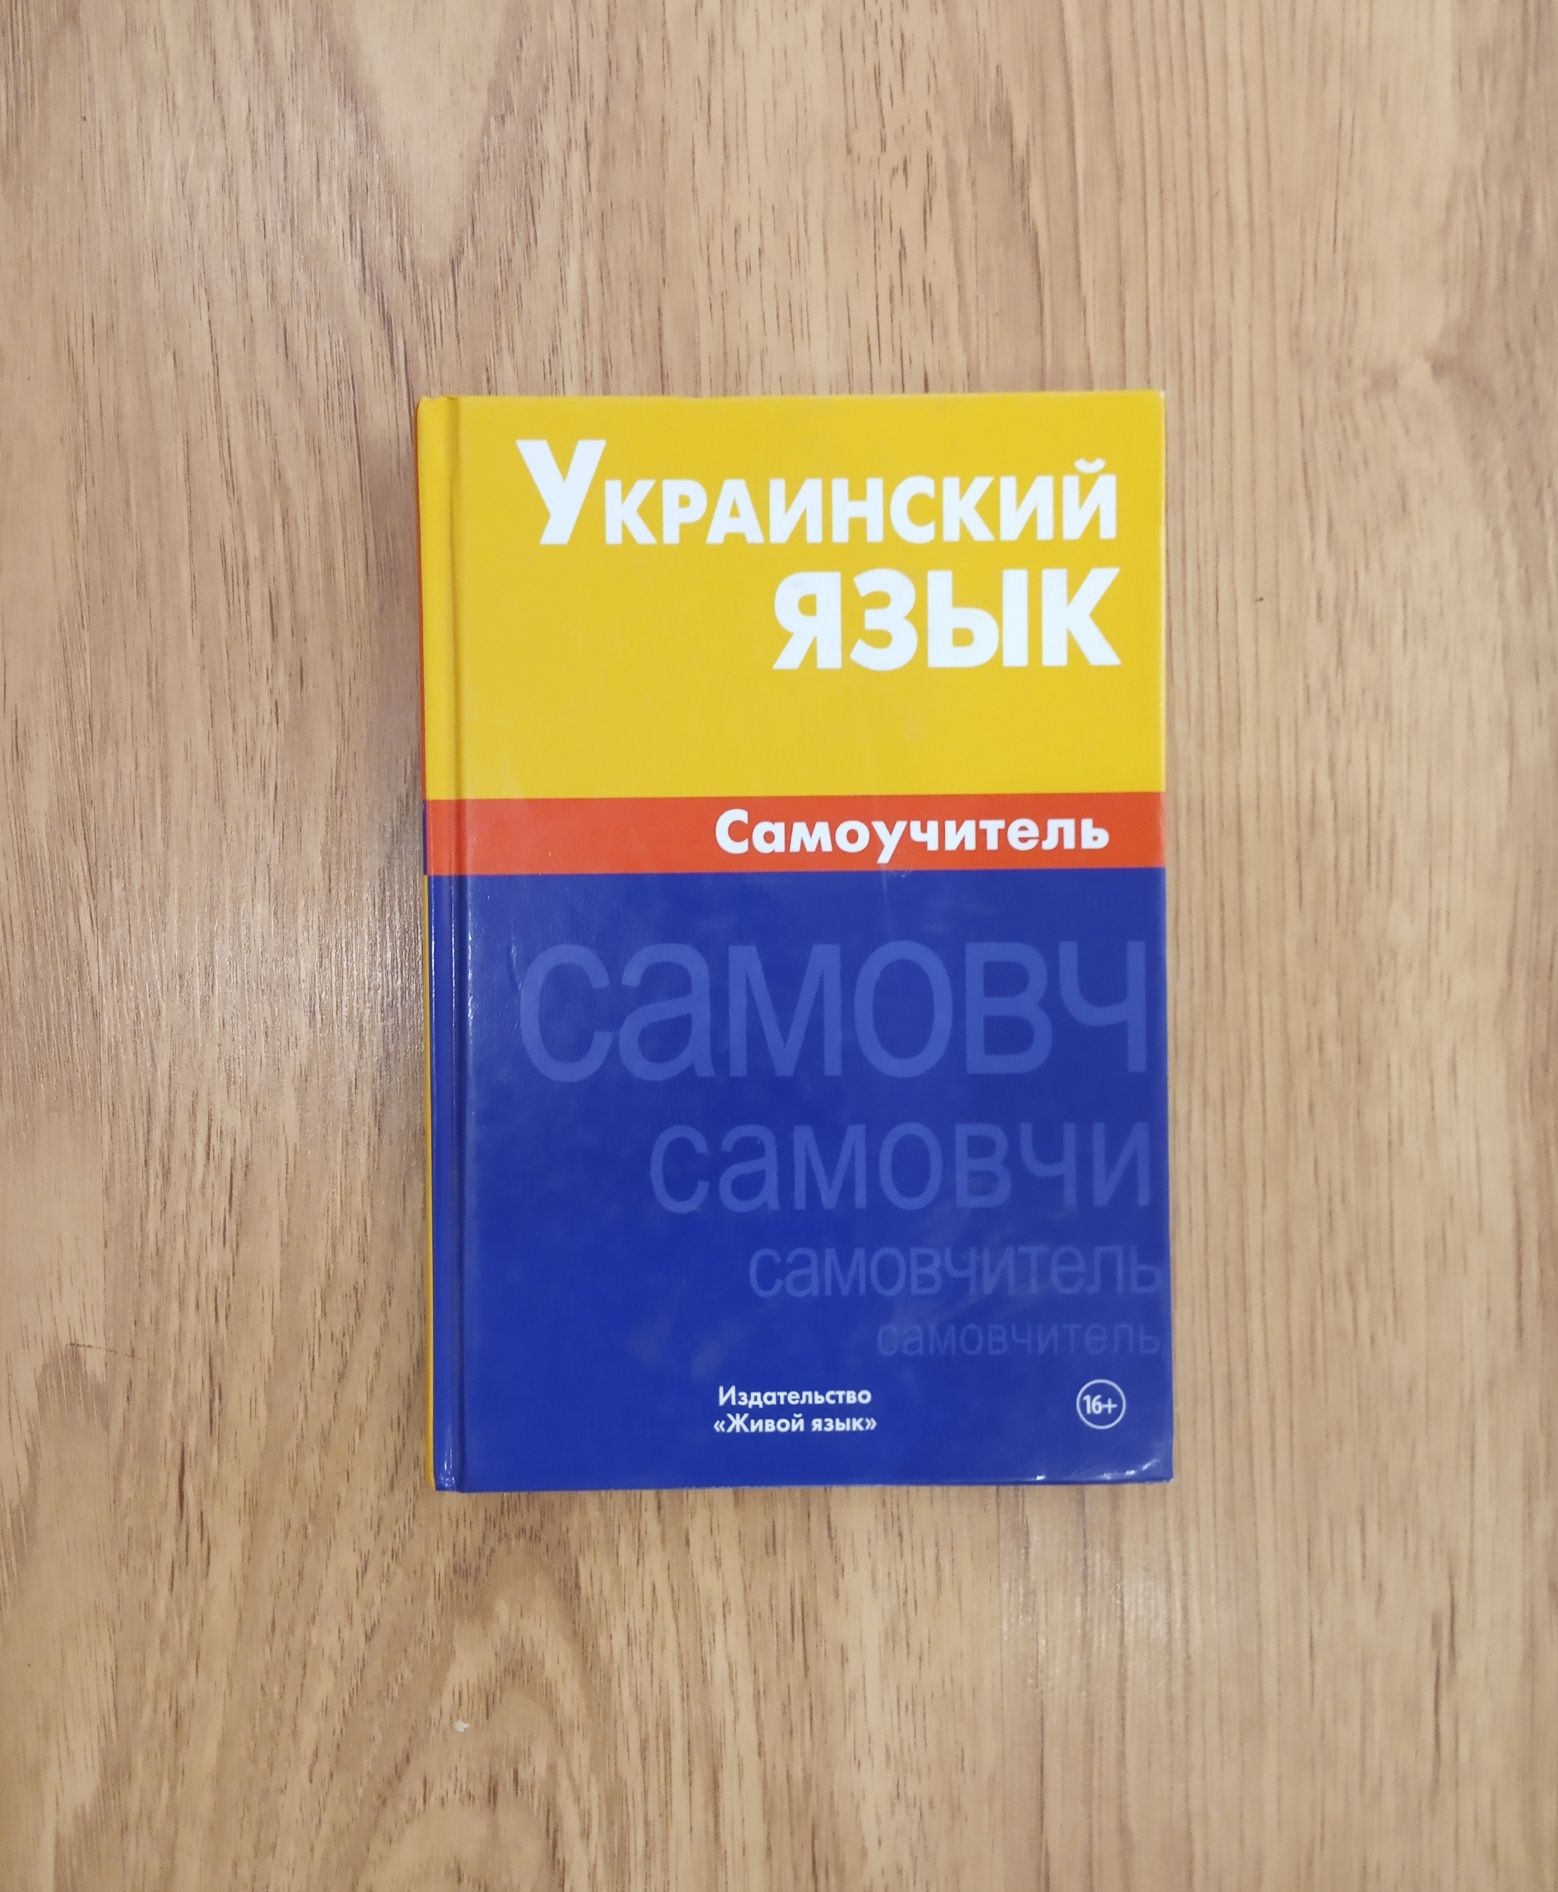 Украинский
язык
Самоучитель
самовч
самовчи
самовчитель
самовчитель
Издательство
«Живой язык»
16+